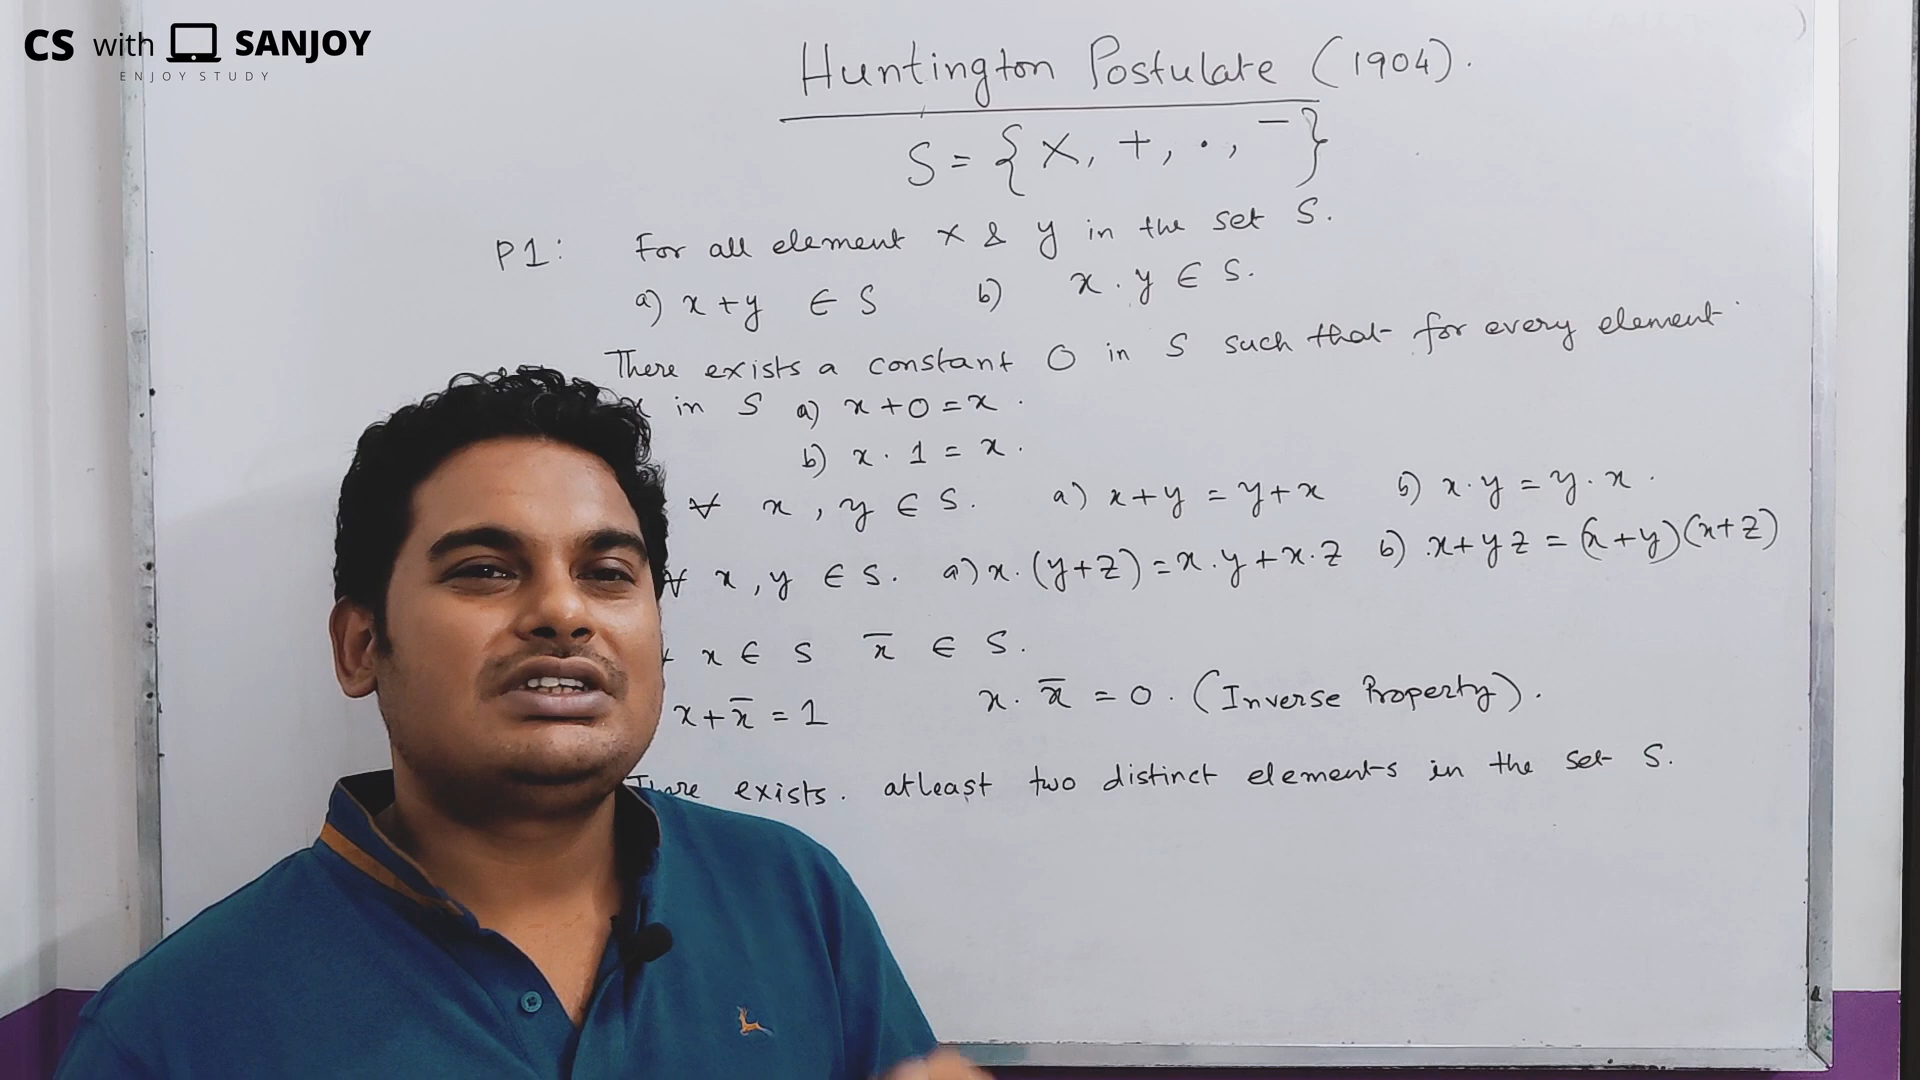 CS with SANJOY
ENJOY STUDY
Huntington Postulate (1904).
S = { X, +, ·, ‾ }
P1: For all element x & y in the set S.
a) x + y ∈ S b) x . y ∈ S.
There exists a constant 0 in S such that for every element
x in S a) x + 0 = x .
b) x . 1 = x .
∀ x , y ∈ S. a) x + y = y + x b) x . y = y . x .
∀ x , y ∈ S. a) x . (y + z) = x . y + x . z b) x + y z = (x + y) (x + z)
x ∈ S x̄ ∈ S.
x + x̄ = 1 x . x̄ = 0 . (Inverse Property) .
There exists . atleast two distinct elements in the set S.